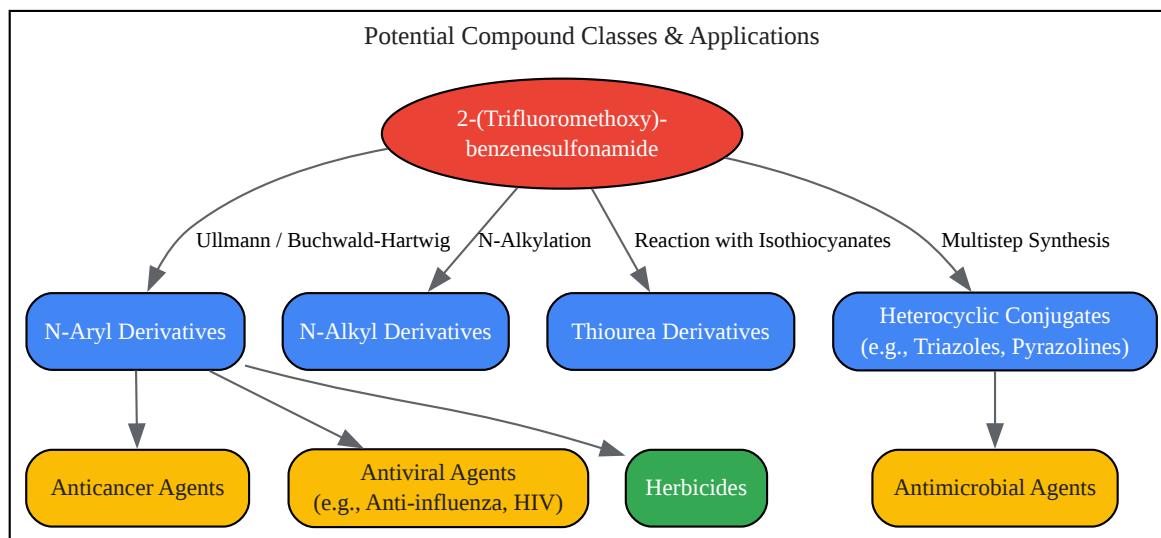 Potential Compound Classes & Applications
2-(Trifluoromethoxy)-
benzenesulfonamide
Ullmann / Buchwald-Hartwig
N-Alkylation
Reaction with Isothiocyanates
Multistep Synthesis
N-Aryl Derivatives
N-Alkyl Derivatives
Thiourea Derivatives
Heterocyclic Conjugates
(e.g., Triazoles, Pyrazolines)
Anticancer Agents
Antiviral Agents
(e.g., Anti-influenza, HIV)
Herbicides
Antimicrobial Agents